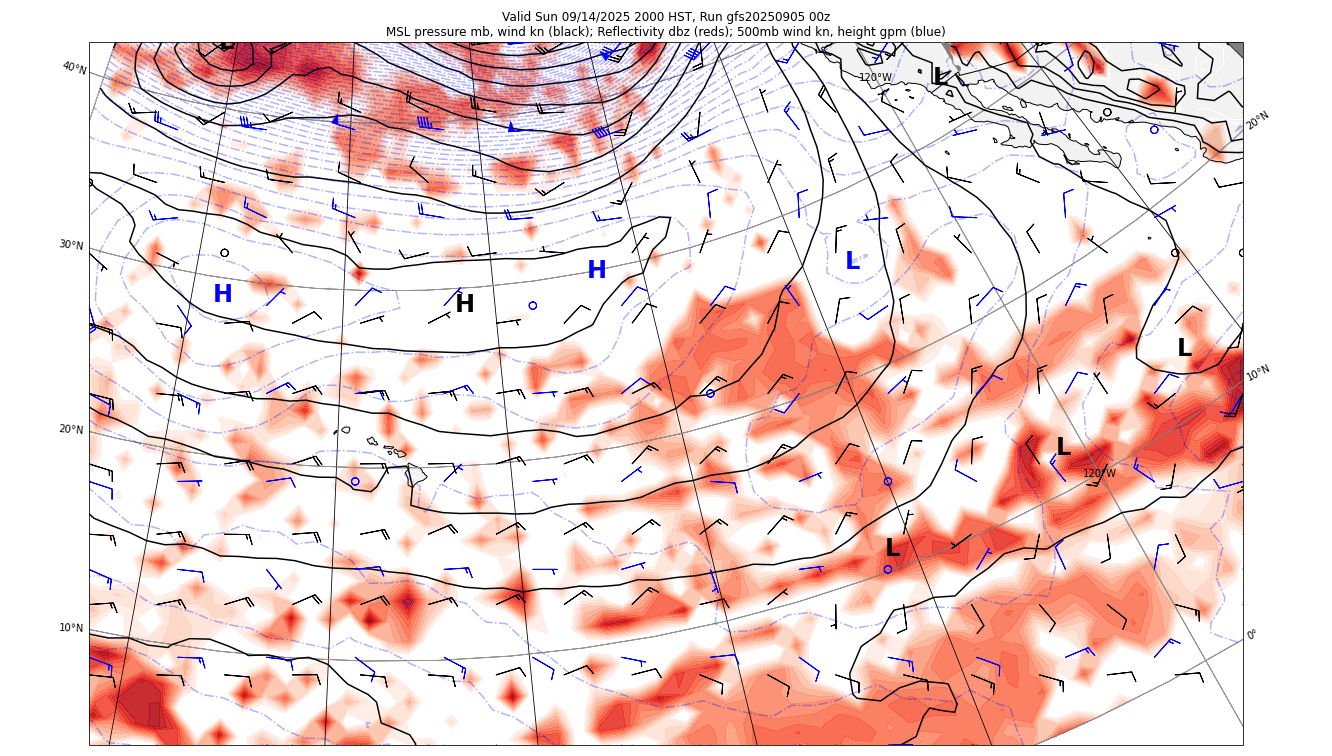 Valid Sun 09/14/2025 2000 HST, Run gfs20250905 00z
MSL pressure mb, wind kn (black); Reflectivity dbz (reds); 500mb wind kn, height gpm (blue)
L
40°N
120°W
L
20°N
30°N
L
H
H
H
L
10°N
20°N
L
120°W
L
10°N
0°